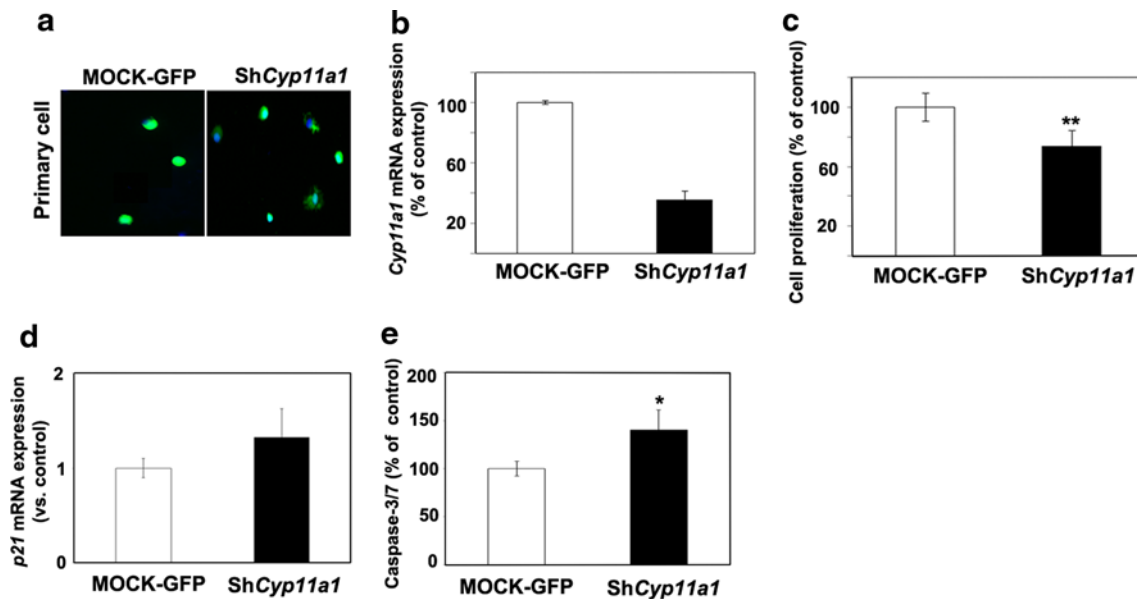 a
MOCK-GFP ShCyp11a1
Primary cell
b
Cyp11a1 mRNA expression
(% of control)
100
60
20
MOCK-GFP ShCyp11a1
c
Cell proliferation (% of control)
100
60
20
**
MOCK-GFP ShCyp11a1
d
p21 mRNA expression
(vs. control)
2
1
0
MOCK-GFP ShCyp11a1
e
Caspase-3/7 (% of control)
200
150
100
50
0
*
MOCK-GFP ShCyp11a1